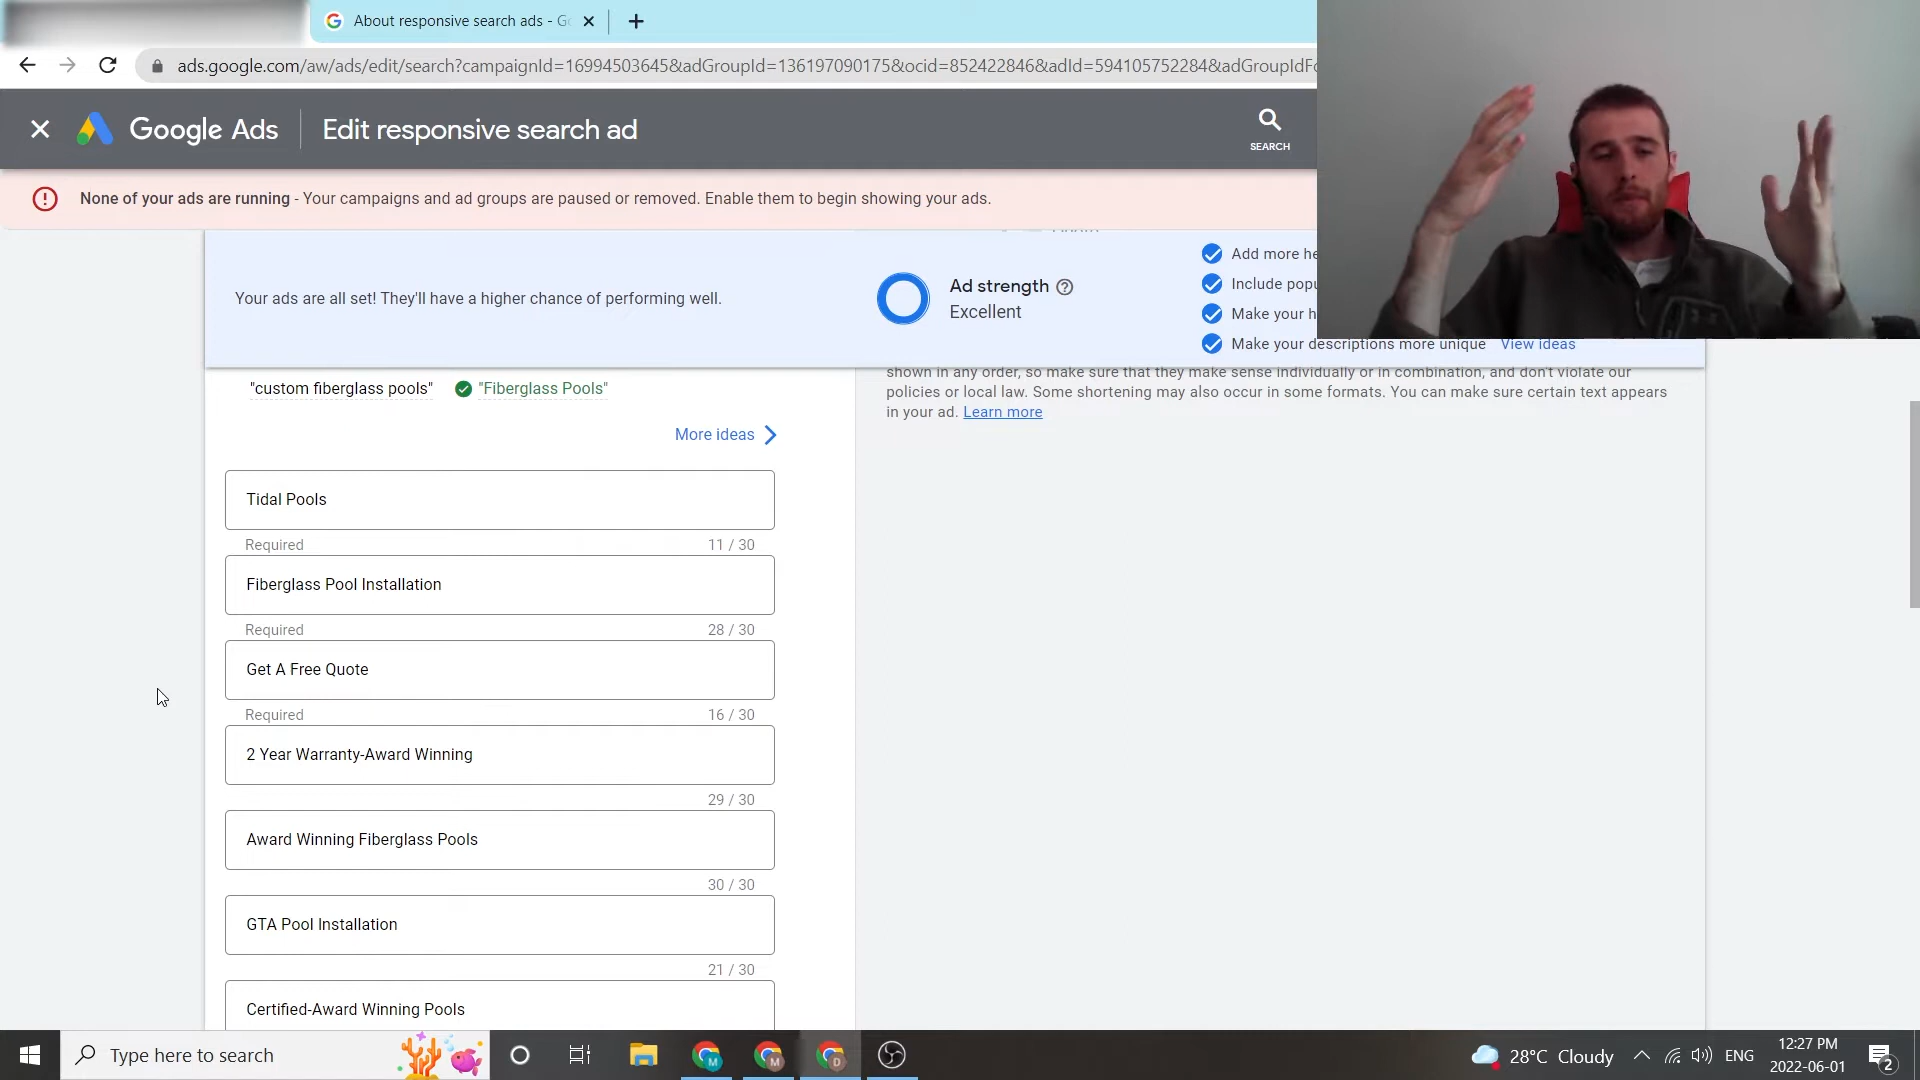 About responsive search ads - Go
ads.google.com/aw/ads/edit/search?campaignId=16994503645&adGroupId=136197090175&ocid=852422846&adId=594105752284&adGroupIdFo
Google Ads
Edit responsive search ad
SEARCH
None of your ads are running - Your campaigns and ad groups are paused or removed. Enable them to begin showing your ads.
Your ads are all set! They'll have a higher chance of performing well.
Ad strength
Excellent
Add more he
Include popu
Make your h
Make your descriptions more unique View ideas
"custom fiberglass pools" "Fiberglass Pools"
More ideas
shown in any order, so make sure that they make sense individually or in combination, and don't violate our
policies or local law. Some shortening may also occur in some formats. You can make sure certain text appears
in your ad. Learn more
Tidal Pools
Required 11 / 30
Fiberglass Pool Installation
Required 28 / 30
Get A Free Quote
Required 16 / 30
2 Year Warranty-Award Winning
29 / 30
Award Winning Fiberglass Pools
30 / 30
GTA Pool Installation
21 / 30
Certified-Award Winning Pools
Type here to search
M
M
D
28°C Cloudy
ENG
12:27 PM
2022-06-01
2